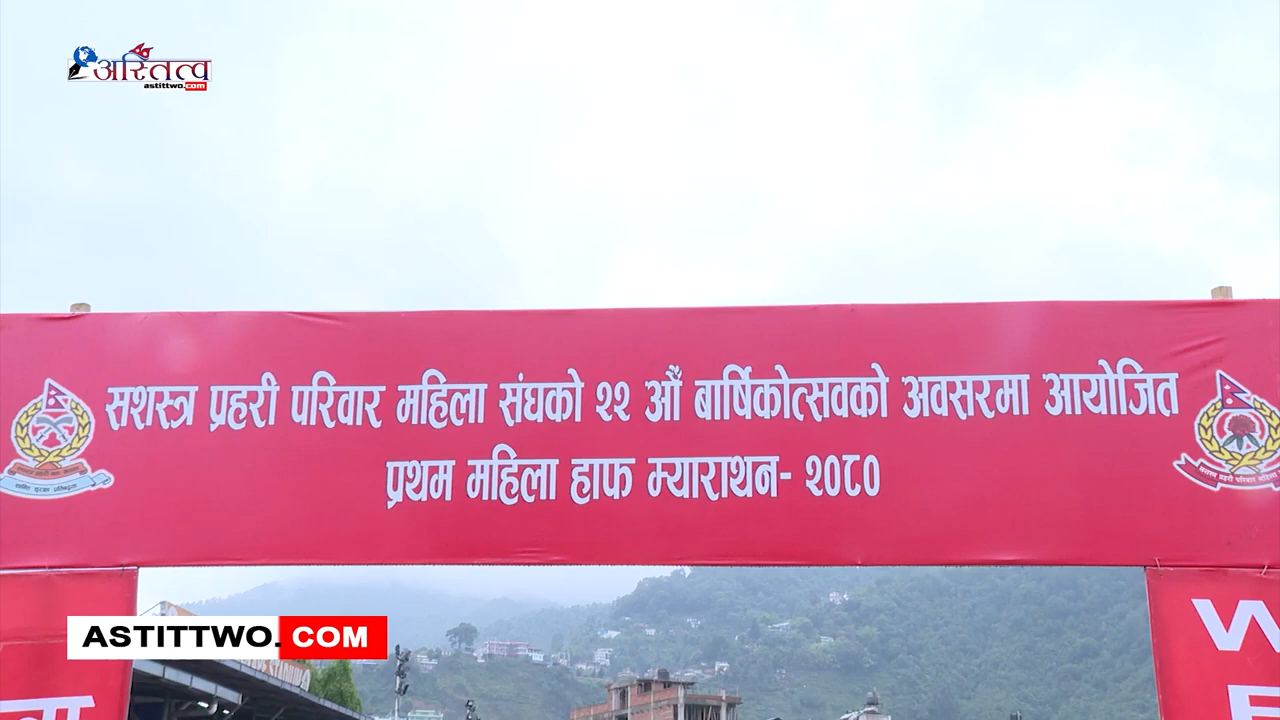 अस्तित्व
astittwo.com
सशस्त्र प्रहरी परिवार महिला संघको २२ औं बार्षिकोत्सवको अवसरमा आयोजित
प्रथम महिला हाफ म्याराथन- २०८०
ASTITTWO.COM
W